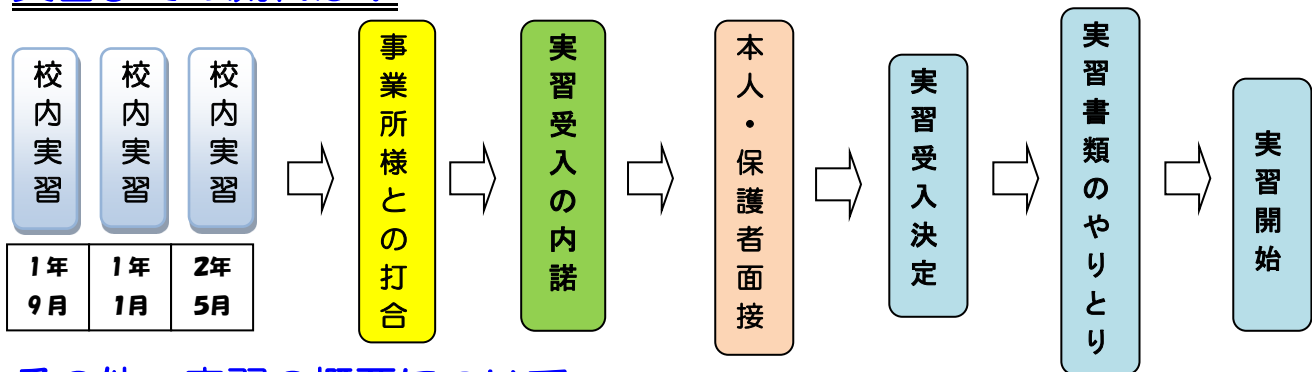 校内実習
校内実習
校内実習
1年
9月
1年
1月
2年
5月
事業所様との打合
実習受入の内諾
本人・保護者面接
実習受入決定
実習書類のやりとり
実習開始